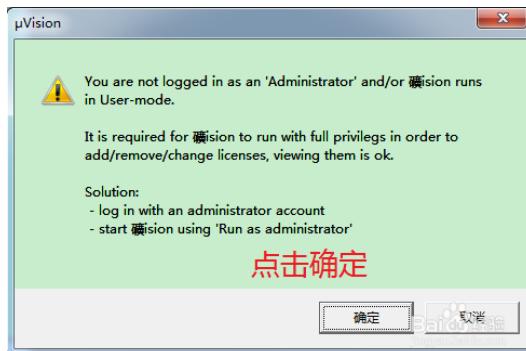 µVision
You are not logged in as an 'Administrator' and/or 礦ision runs
in User-mode.
It is required for 礦ision to run with full privilegs in order to
add/remove/change licenses, viewing them is ok.
Solution:
- log in with an administrator account
- start 礦ision using 'Run as administrator'
点击确定
确定
取消